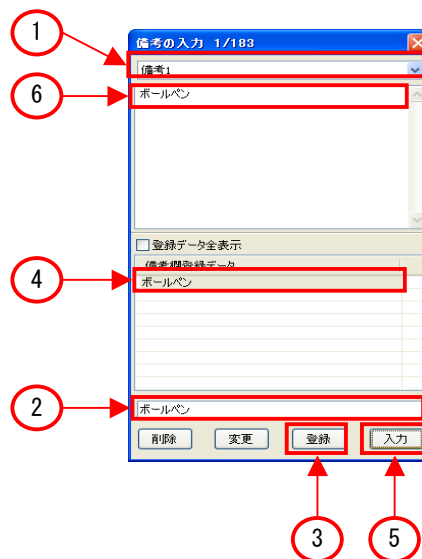 1
備考の入力 1/183
備考1
6
ボールペン
登録データ全表示
備考欄登録データ
4
ボールペン
2
ボールペン
削除 変更 登録 入力
3 5